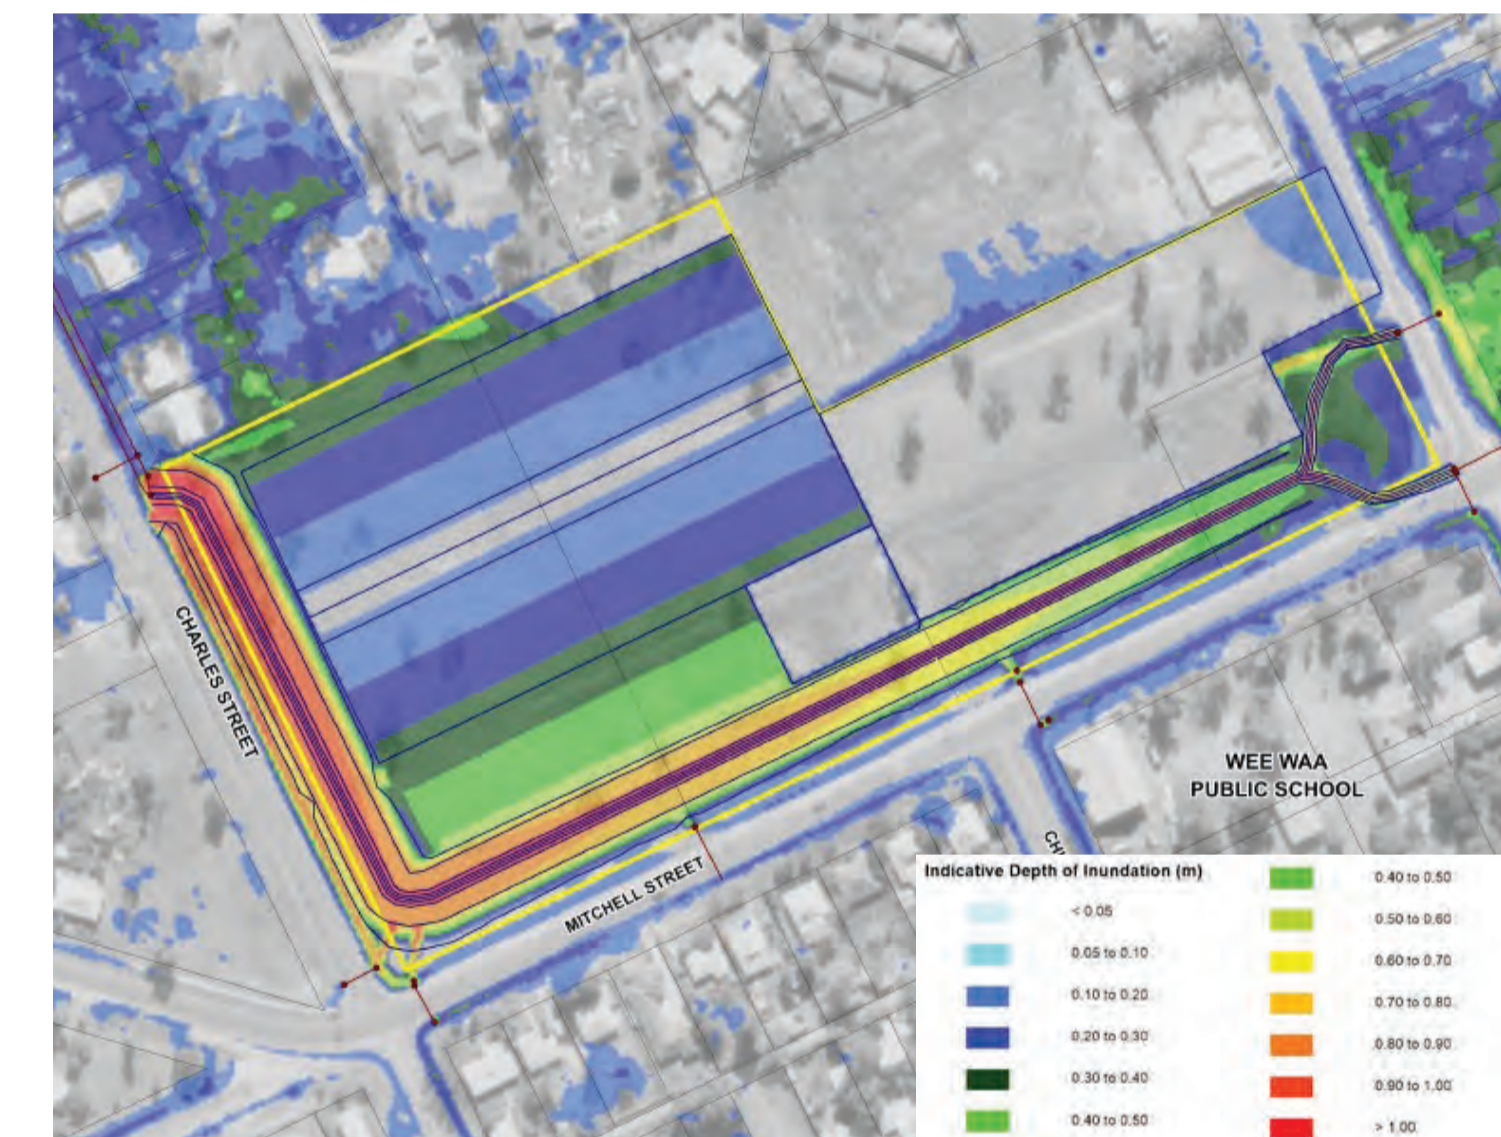 CHARLES STREET
MITCHELL STREET
WEE WAA
PUBLIC SCHOOL
Indicative Depth of Inundation (m)
< 0.05
0.05 to 0.10
0.10 to 0.20
0.20 to 0.30
0.30 to 0.40
0.40 to 0.50
0.40 to 0.50
0.50 to 0.60
0.60 to 0.70
0.70 to 0.80
0.80 to 0.90
0.90 to 1.00
> 1.00